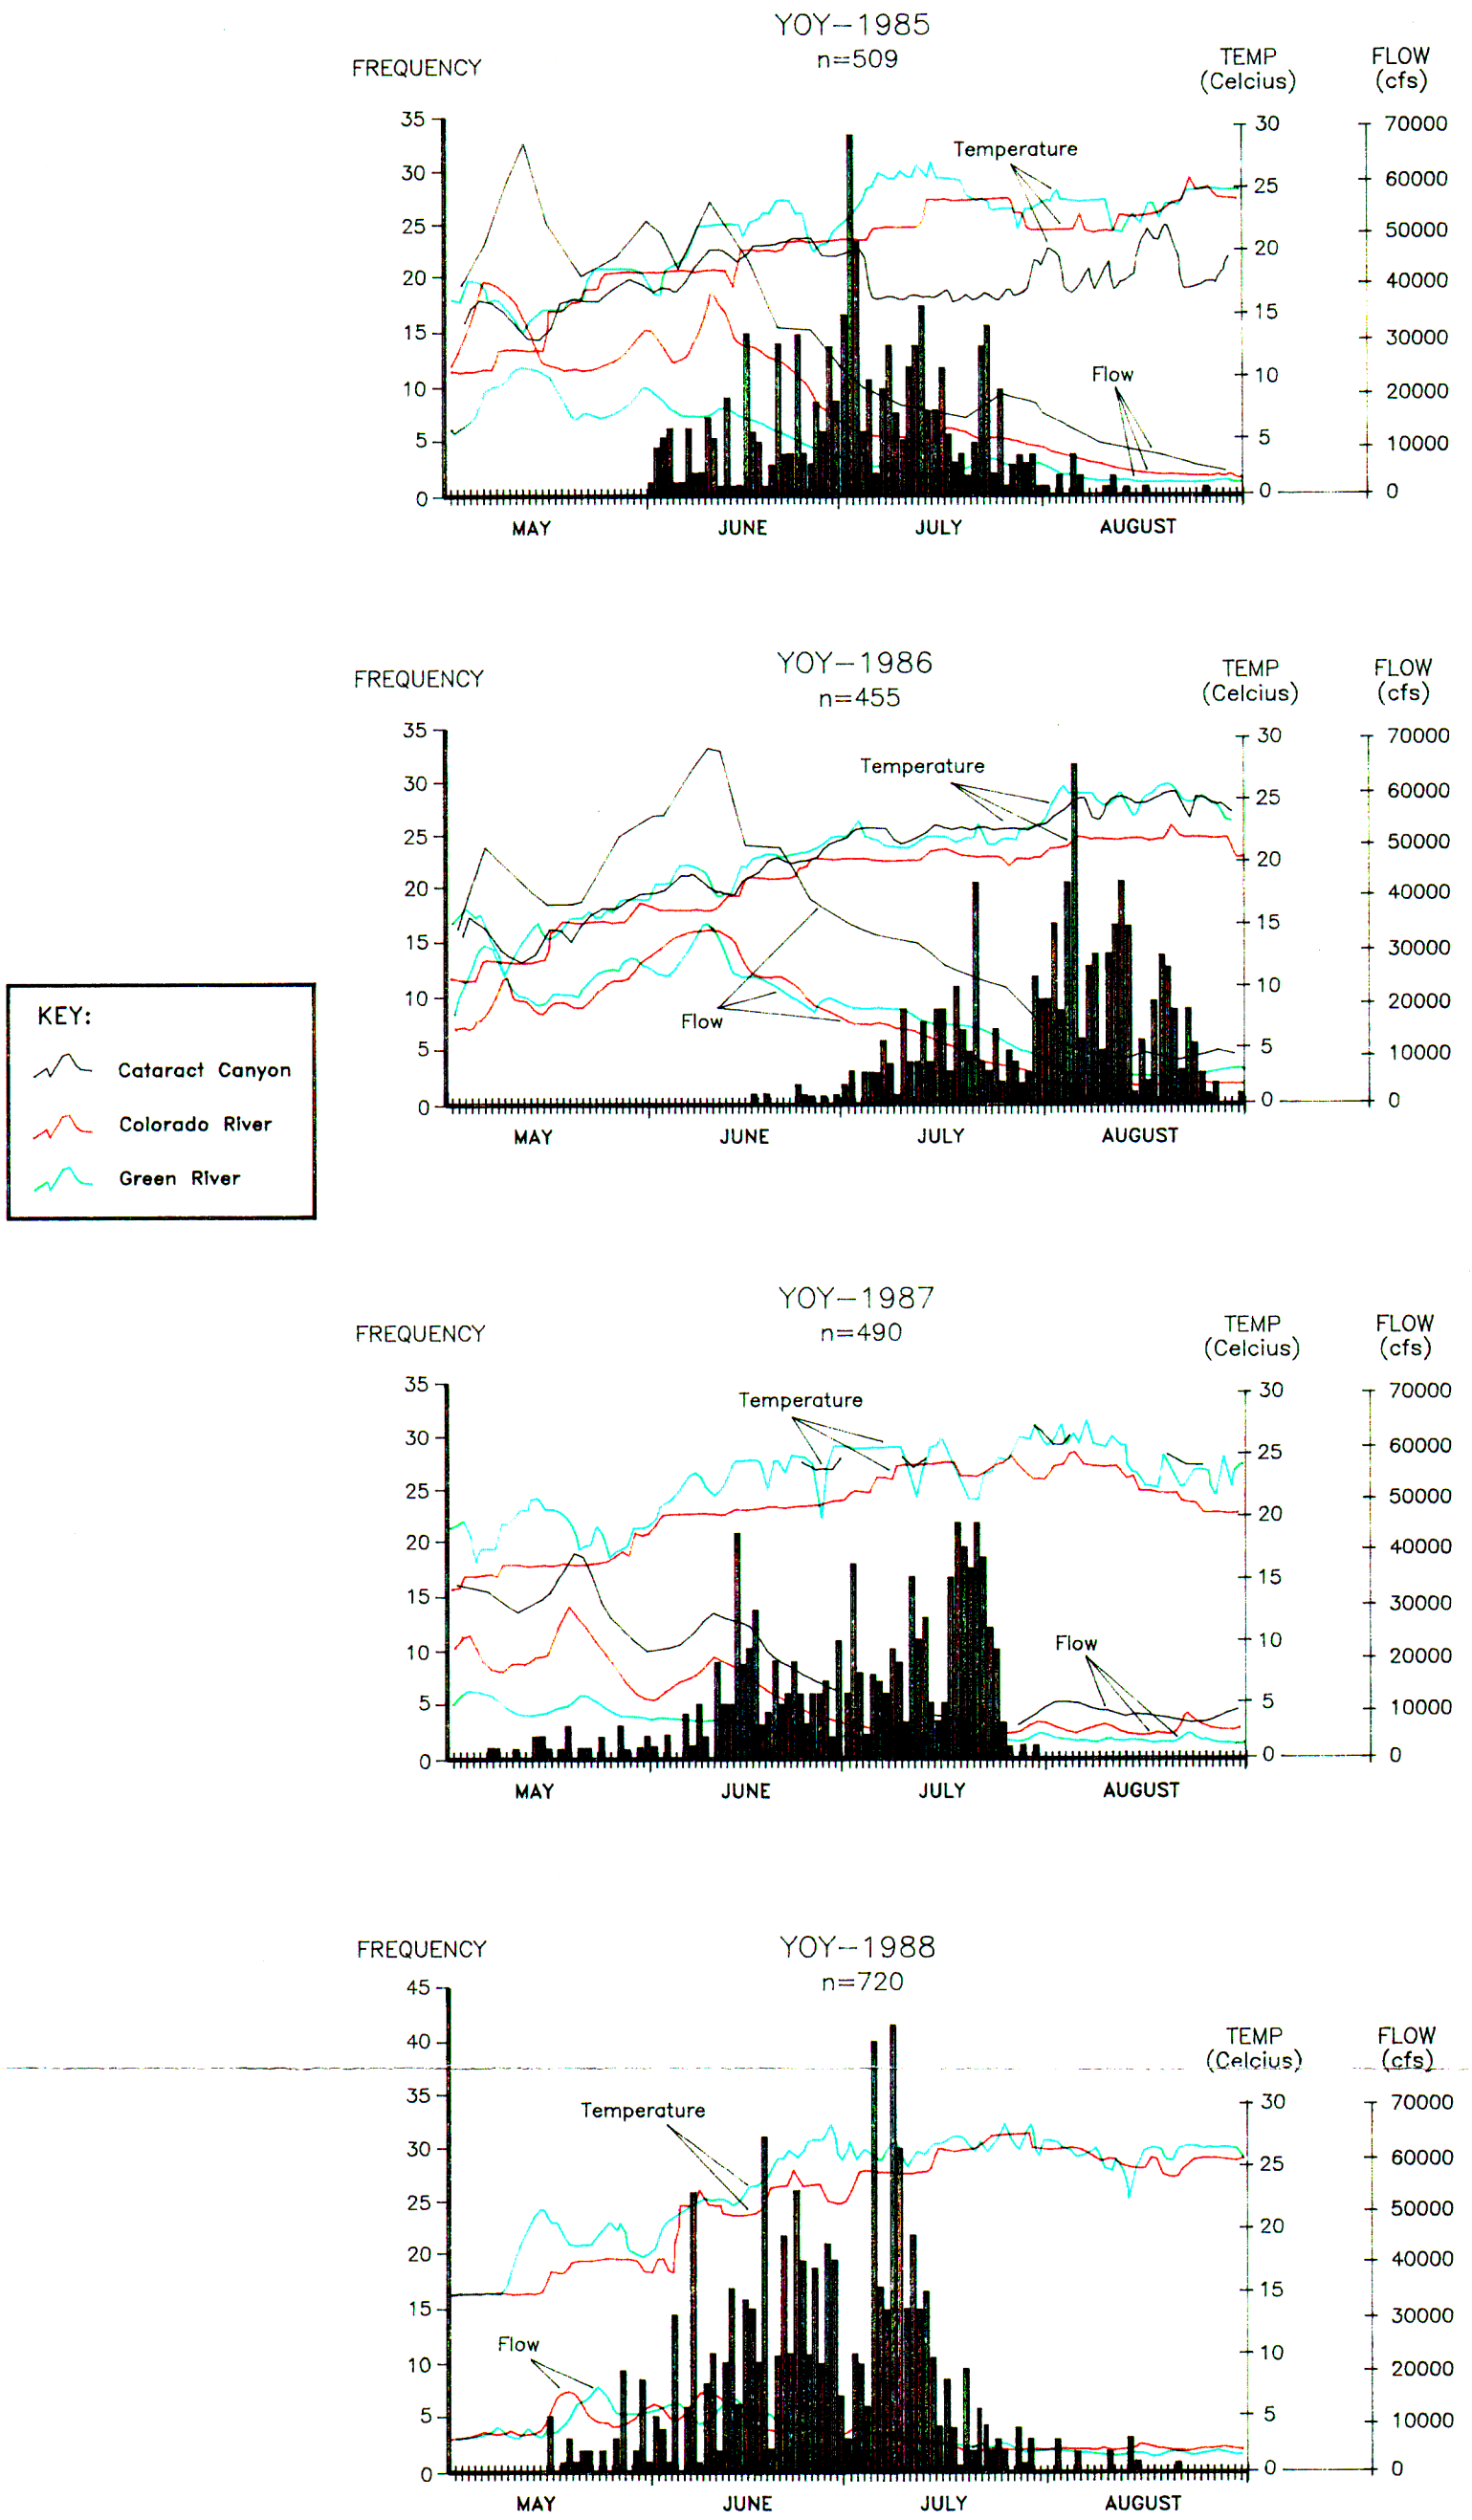 YOY-1985
n=509
FREQUENCY
TEMP
(Celcius)
FLOW
(cfs)
35
30
25
20
15
10
5
0
30
25
20
15
10
5
0
70000
60000
50000
40000
30000
20000
10000
0
Temperature
Flow
MAY JUNE JULY AUGUST
YOY-1986
n=455
FREQUENCY
TEMP
(Celcius)
FLOW
(cfs)
35
30
25
20
15
10
5
0
30
25
20
15
10
5
0
70000
60000
50000
40000
30000
20000
10000
0
Temperature
Flow
MAY JUNE JULY AUGUST
KEY:
Cataract Canyon
Colorado River
Green River
YOY-1987
n=490
FREQUENCY
TEMP
(Celcius)
FLOW
(cfs)
35
30
25
20
15
10
5
0
30
25
20
15
10
5
0
70000
60000
50000
40000
30000
20000
10000
0
Temperature
Flow
MAY JUNE JULY AUGUST
YOY-1988
n=720
FREQUENCY
TEMP
(Celcius)
FLOW
(cfs)
45
40
35
30
25
20
15
10
5
0
30
25
20
15
10
5
0
70000
60000
50000
40000
30000
20000
10000
0
Temperature
Flow
MAY JUNE JULY AUGUST